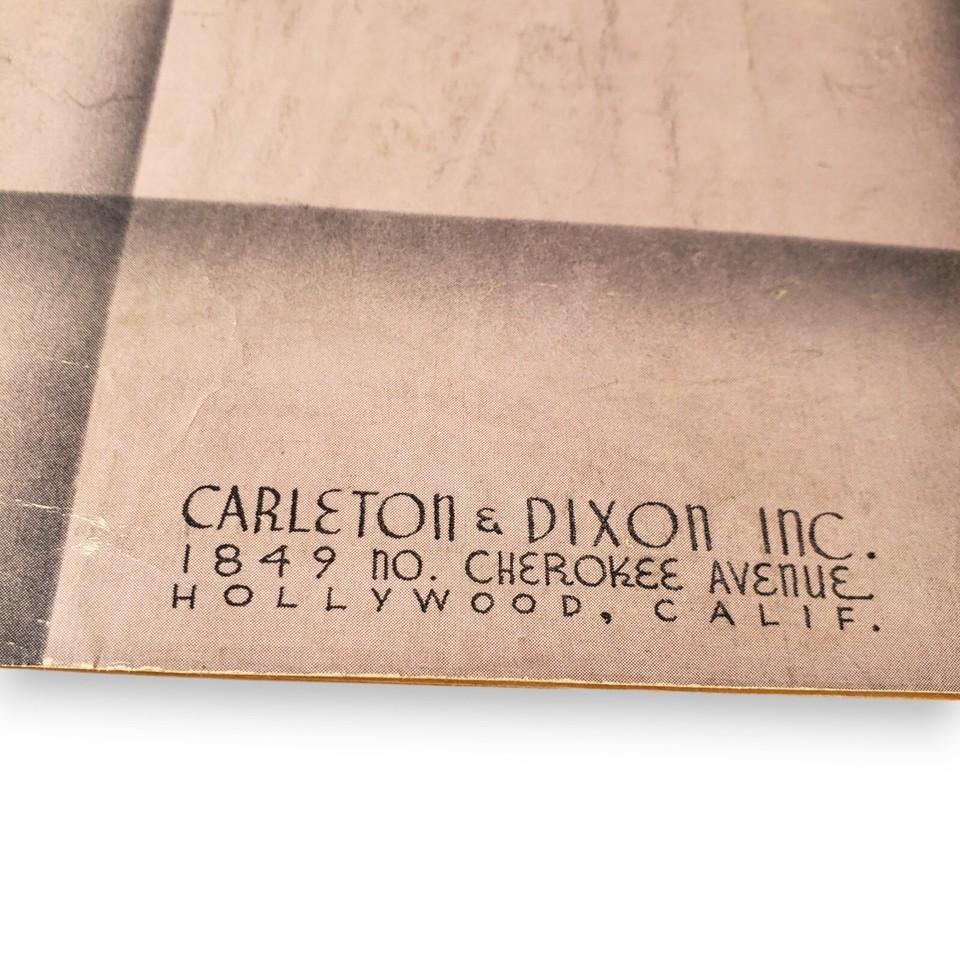 CARLETON & DIXON INC.
1849 NO. CHEROKEE AVENUE
HOLLYWOOD, CALIF.